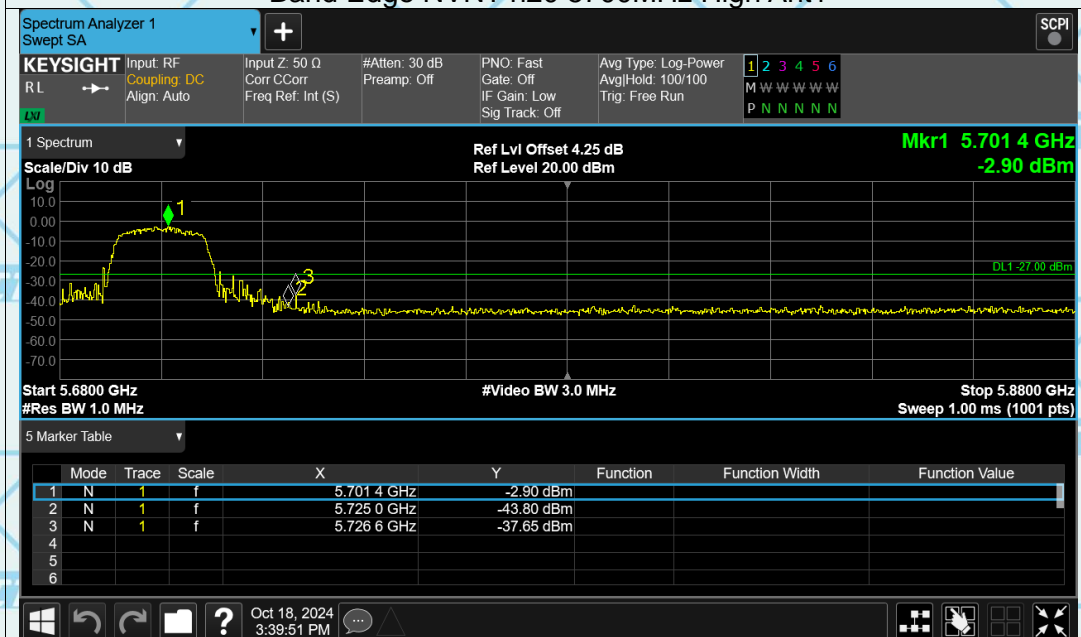 Spectrum Analyzer 1
Swept SA
+
SCPI
KEYSIGHT
RL
LXI
Input: RF
Coupling: DC
Align: Auto
Input Z: 50 Ω
Corr CCorr
Freq Ref: Int (S)
#Atten: 30 dB
Preamp: Off
PNO: Fast
Gate: Off
IF Gain: Low
Sig Track: Off
Avg Type: Log-Power
Avg|Hold: 100/100
Trig: Free Run
1 2 3 4 5 6
M W W W W W
P N N N N N
1 Spectrum
Scale/Div 10 dB
Ref Lvl Offset 4.25 dB
Ref Level 20.00 dBm
Mkr1 5.701 4 GHz
-2.90 dBm
Log
10.0
0.00
-10.0
-20.0
-30.0
-40.0
-50.0
-60.0
-70.0
1
2
3
DL1 -27.00 dBm
Start 5.6800 GHz
#Video BW 3.0 MHz
Stop 5.8800 GHz
#Res BW 1.0 MHz
Sweep 1.00 ms (1001 pts)
5 Marker Table
Mode Trace Scale X Y Function Function Width Function Value
1 N 1 f 5.701 4 GHz -2.90 dBm
2 N 1 f 5.725 0 GHz -43.80 dBm
3 N 1 f 5.726 6 GHz -37.65 dBm
4
5
6
?
Oct 18, 2024
3:39:51 PM